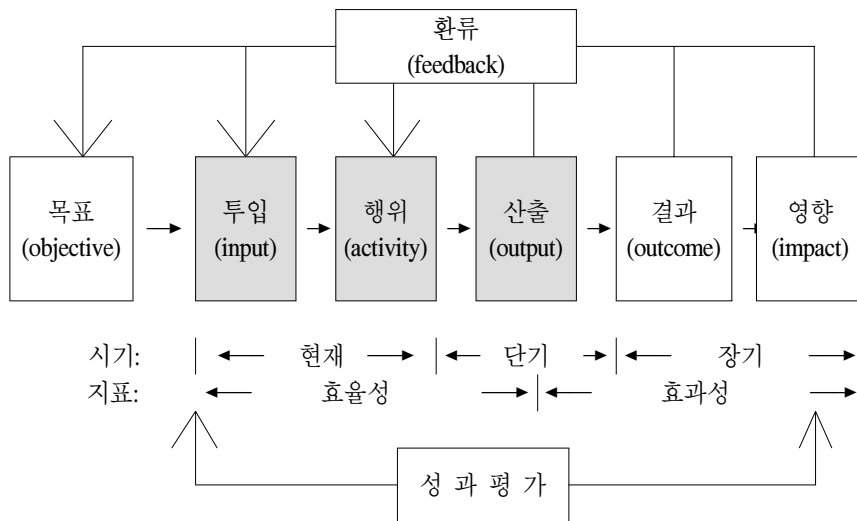 환류
(feedback)
목표
(objective)
투입
(input)
행위
(activity)
산출
(output)
결과
(outcome)
영향
(impact)
시기: 현재 단기 장기
지표: 효율성 효과성
성 과 평 가